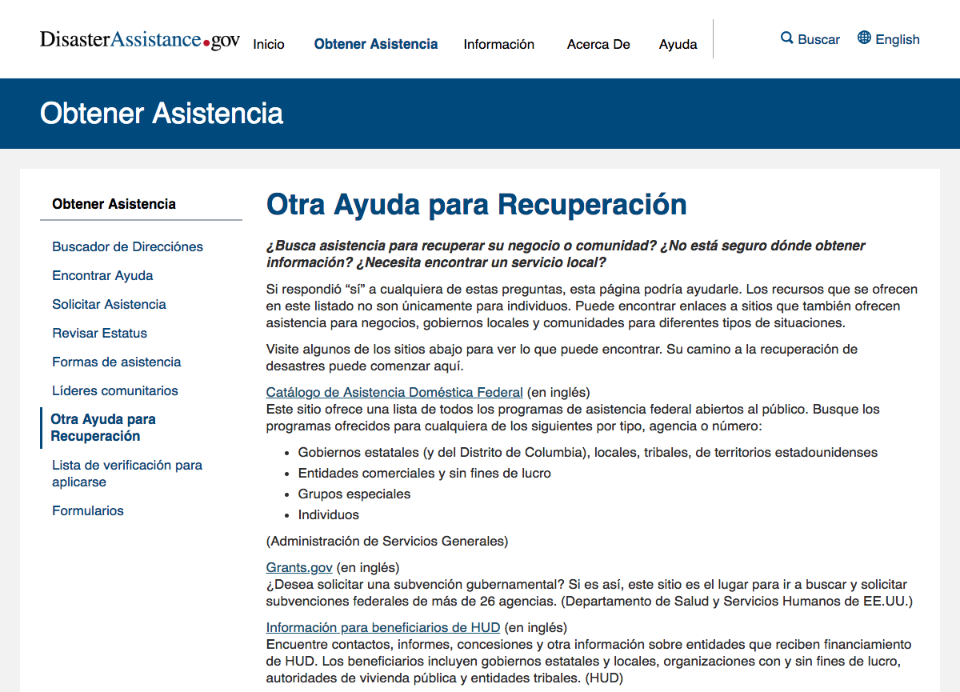 DisasterAssistance.gov
Inicio
Obtener Asistencia
Información
Acerca De
Ayuda
Buscar
English
Obtener Asistencia
Obtener Asistencia
Buscador de Direcciónes
Encontrar Ayuda
Solicitar Asistencia
Revisar Estatus
Formas de asistencia
Líderes comunitarios
Otra Ayuda para
Recuperación
Lista de verificación para
aplicarse
Formularios
Otra Ayuda para Recuperación
¿Busca asistencia para recuperar su negocio o comunidad? ¿No está seguro dónde obtener
información? ¿Necesita encontrar un servicio local?
Si respondió “sí” a cualquiera de estas preguntas, esta página podría ayudarle. Los recursos que se ofrecen
en este listado no son únicamente para individuos. Puede encontrar enlaces a sitios que también ofrecen
asistencia para negocios, gobiernos locales y comunidades para diferentes tipos de situaciones.
Visite algunos de los sitios abajo para ver lo que puede encontrar. Su camino a la recuperación de
desastres puede comenzar aquí.
Catálogo de Asistencia Doméstica Federal (en inglés)
Este sitio ofrece una lista de todos los programas de asistencia federal abiertos al público. Busque los
programas ofrecidos para cualquiera de los siguientes por tipo, agencia o número:
• Gobiernos estatales (y del Distrito de Columbia), locales, tribales, de territorios estadounidenses
• Entidades comerciales y sin fines de lucro
• Grupos especiales
• Individuos
(Administración de Servicios Generales)
Grants.gov (en inglés)
¿Desea solicitar una subvención gubernamental? Si es así, este sitio es el lugar para ir a buscar y solicitar
subvenciones federales de más de 26 agencias. (Departamento de Salud y Servicios Humanos de EE.UU.)
Información para beneficiarios de HUD (en inglés)
Encuentre contactos, informes, concesiones y otra información sobre entidades que reciben financiamiento
de HUD. Los beneficiarios incluyen gobiernos estatales y locales, organizaciones con y sin fines de lucro,
autoridades de vivienda pública y entidades tribales. (HUD)